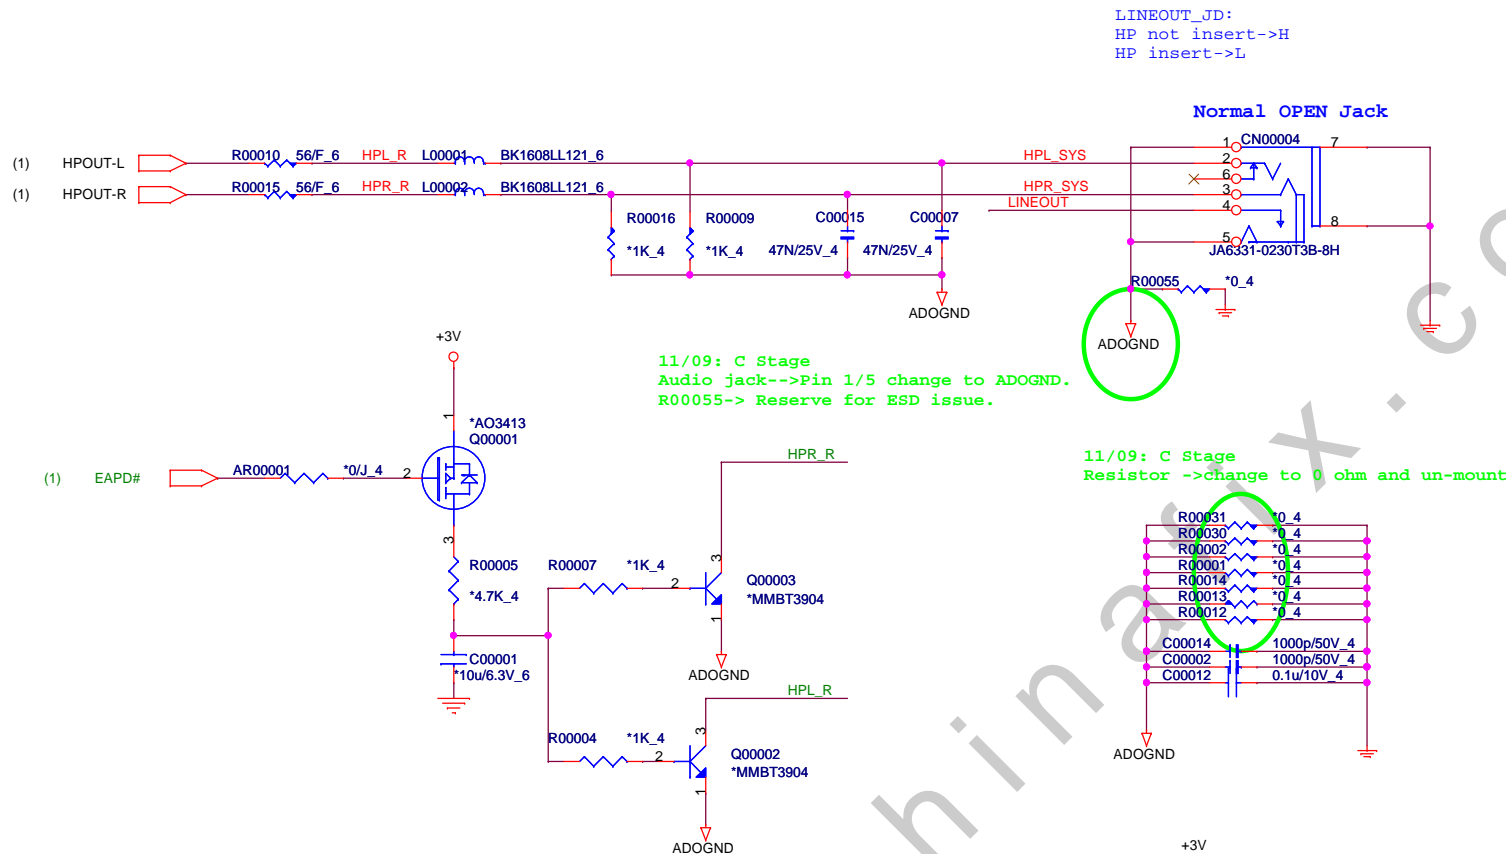 LINEOUT_JD:
HP not insert->H
HP insert->L
Normal OPEN Jack
(1) HPOUT-L R00010 56/F_6 HPL_R L00001 BK1608LL121_6 HPL_SYS
(1) HPOUT-R R00015 56/F_6 HPR_R L00002 BK1608LL121_6 HPR_SYS
LINEOUT
CN00004
1
2
6
3
4
5
7
8
JA6331-0230T3B-8H
R00016 R00009 C00015 C00007
*1K_4 *1K_4 47N/25V_4 47N/25V_4
ADOGND
R00055 *0_4
ADOGND
11/09: C Stage
Audio jack-->Pin 1/5 change to ADOGND.
R00055-> Reserve for ESD issue.
+3V
1
*AO3413
Q00001
(1) EAPD# AR00001 *0/J_4 2
3
R00005
*4.7K_4
C00001
*10u/6.3V_6
R00007 *1K_4 2
HPR_R
3
Q00003
*MMBT3904
1
ADOGND
HPL_R
R00004 *1K_4 2
3
Q00002
*MMBT3904
1
ADOGND
11/09: C Stage
Resistor ->change to 0 ohm and un-mount
R00031 *0_4
R00030 *0_4
R00002 *0_4
R00001 *0_4
R00014 *0_4
R00013 *0_4
R00012 *0_4
C00014 1000p/50V_4
C00002 1000p/50V_4
C00012 0.1u/10V_4
ADOGND
+3V
hinafix.co